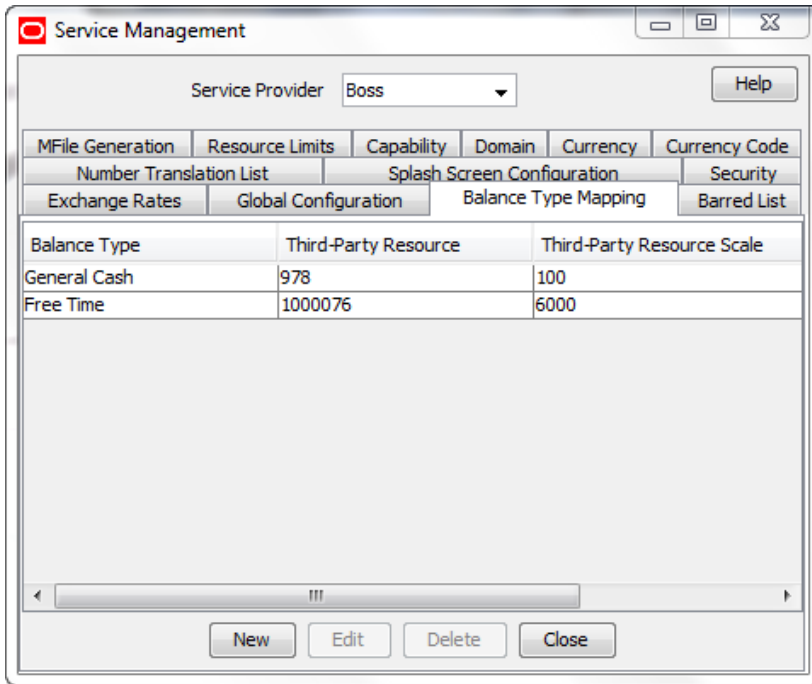 Service Management
Service Provider Boss Help
MFile Generation Resource Limits Capability Domain Currency Currency Code
Number Translation List Splash Screen Configuration Security
Exchange Rates Global Configuration Balance Type Mapping Barred List
Balance Type Third-Party Resource Third-Party Resource Scale
General Cash 978 100
Free Time 1000076 6000
New Edit Delete Close